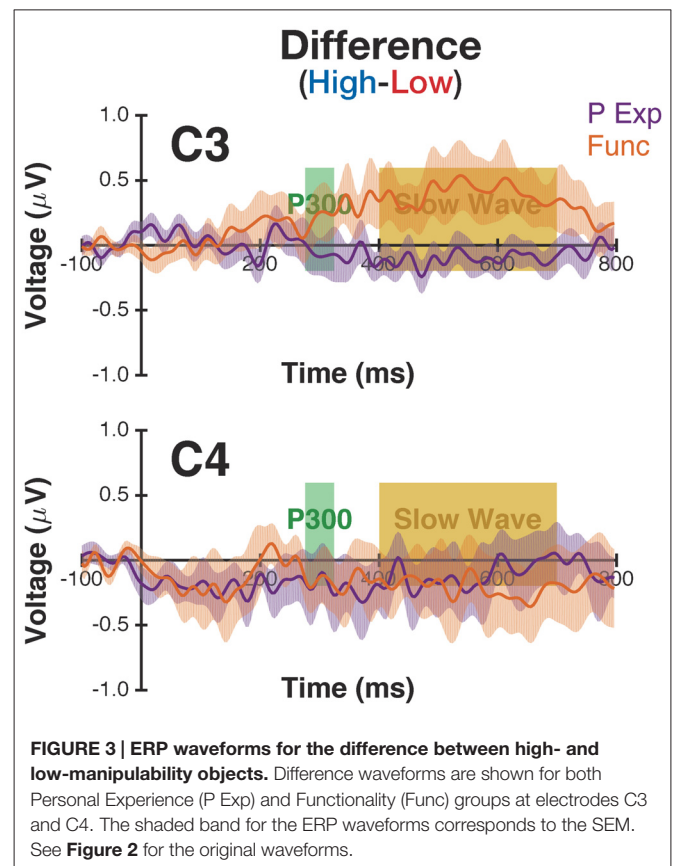 Difference
(High-Low)
P Exp
Func
C3
1.0
0.5
-0.5
-1.0
Voltage (μV)
P300
Slow Wave
-100
200
400
600
800
Time (ms)
C4
1.0
0.5
-0.5
-1.0
Voltage (μV)
P300
Slow Wave
-100
200
400
600
800
Time (ms)
FIGURE 3 | ERP waveforms for the difference between high- and
low-manipulability objects. Difference waveforms are shown for both
Personal Experience (P Exp) and Functionality (Func) groups at electrodes C3
and C4. The shaded band for the ERP waveforms corresponds to the SEM.
See Figure 2 for the original waveforms.